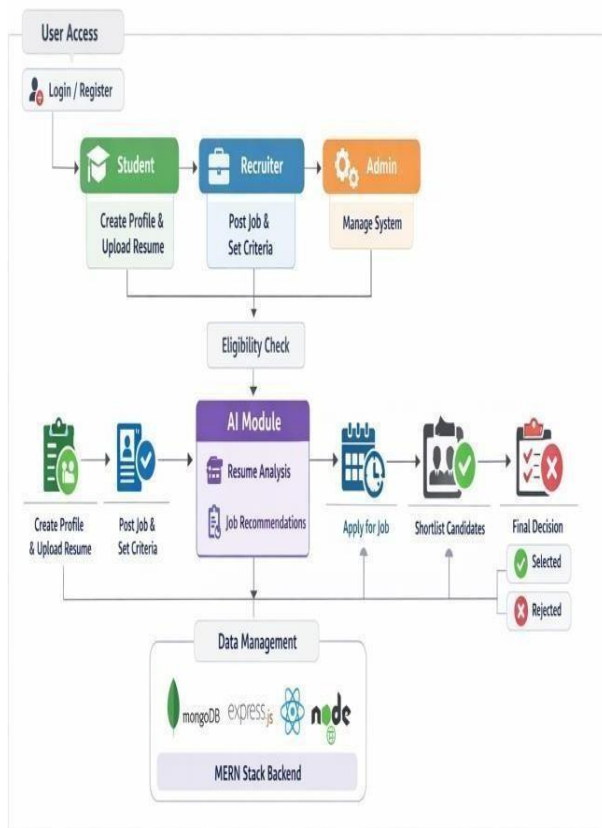 User Access
Login / Register
Student
Recruiter
Admin
Create Profile &
Upload Resume
Post Job &
Set Criteria
Manage System
Eligibility Check
AI Module
Resume Analysis
Job Recommendations
Create Profile
& Upload Resume
Post Job &
Set Criteria
Apply for Job
Shortlist Candidates
Final Decision
Selected
Rejected
Data Management
mongoDB
express.js
node
MERN Stack Backend